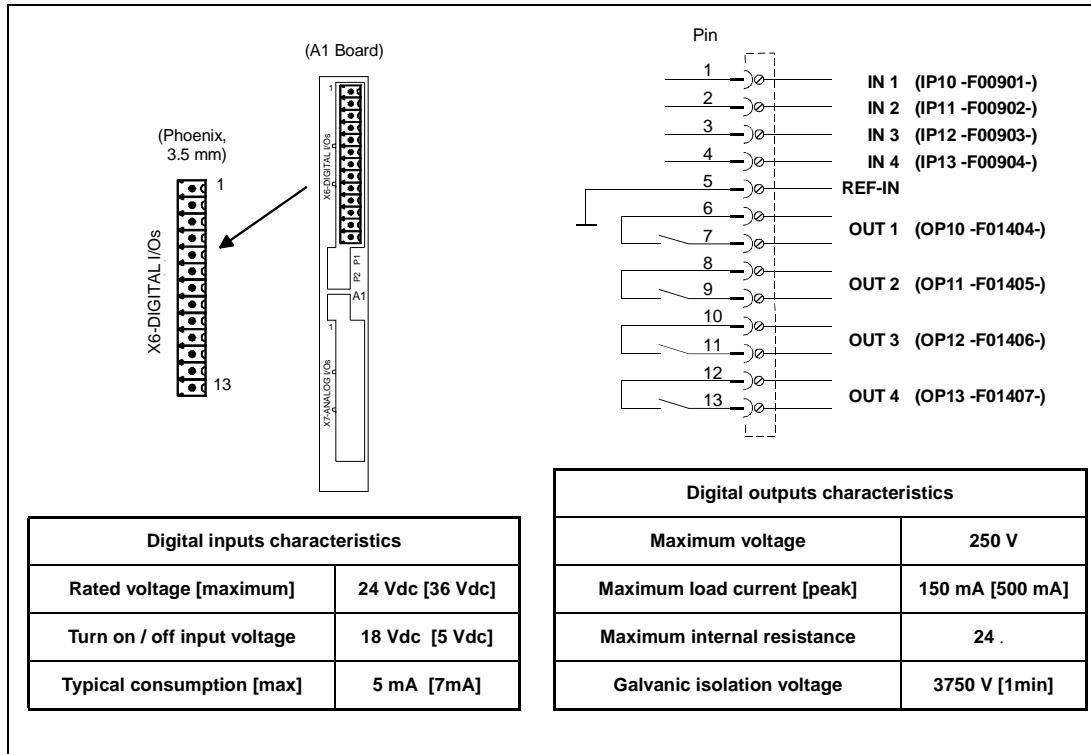 (A1 Board)
1
X6-DIGITAL I/Os
P1
P2
A1
1
X7-ANALOG I/Os
(Phoenix,
3.5 mm)
1
X6-DIGITAL I/Os
13
Pin
1 IN 1 (IP10 -F00901-)
2 IN 2 (IP11 -F00902-)
3 IN 3 (IP12 -F00903-)
4 IN 4 (IP13 -F00904-)
5 REF-IN
6
OUT 1 (OP10 -F01404-)
7
8
OUT 2 (OP11 -F01405-)
9
10
OUT 3 (OP12 -F01406-)
11
12
OUT 4 (OP13 -F01407-)
13
Digital inputs characteristics
Rated voltage [maximum] 24 Vdc [36 Vdc]
Turn on / off input voltage 18 Vdc [5 Vdc]
Typical consumption [max] 5 mA [7mA]
Digital outputs characteristics
Maximum voltage 250 V
Maximum load current [peak] 150 mA [500 mA]
Maximum internal resistance 24 .
Galvanic isolation voltage 3750 V [1min]